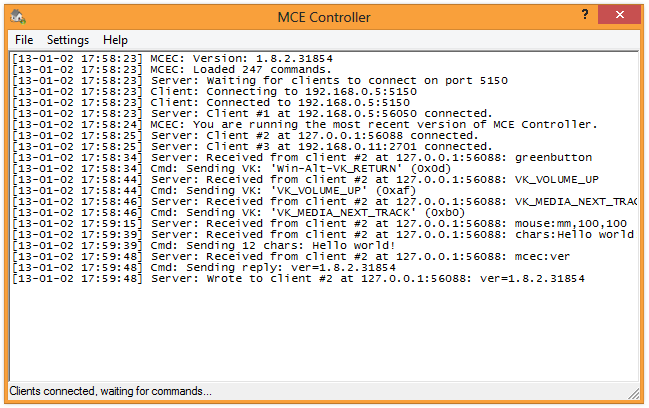 MCE Controller
? ×
File Settings Help
[13-01-02 17:58:23] MCEC: Version: 1.8.2.31854
[13-01-02 17:58:23] MCEC: Loaded 247 commands.
[13-01-02 17:58:23] Server: Waiting for clients to connect on port 5150
[13-01-02 17:58:23] Client: Connecting to 192.168.0.5:5150
[13-01-02 17:58:23] Client: Connected to 192.168.0.5:5150
[13-01-02 17:58:23] Server: Client #1 at 192.168.0.5:56050 connected.
[13-01-02 17:58:24] MCEC: You are running the most recent version of MCE Controller.
[13-01-02 17:58:25] Server: Client #2 at 127.0.0.1:56088 connected.
[13-01-02 17:58:25] Server: Client #3 at 192.168.0.11:2701 connected.
[13-01-02 17:58:34] Server: Received from client #2 at 127.0.0.1:56088: greenbutton
[13-01-02 17:58:34] Cmd: Sending VK: 'Win-Alt-VK_RETURN' (0x0d)
[13-01-02 17:58:44] Server: Received from client #2 at 127.0.0.1:56088: VK_VOLUME_UP
[13-01-02 17:58:44] Cmd: Sending VK: 'VK_VOLUME_UP' (0xaf)
[13-01-02 17:58:46] Server: Received from client #2 at 127.0.0.1:56088: VK_MEDIA_NEXT_TRAC
[13-01-02 17:58:46] Cmd: Sending VK: 'VK_MEDIA_NEXT_TRACK' (0xb0)
[13-01-02 17:59:15] Server: Received from client #2 at 127.0.0.1:56088: mouse:mm,100,100
[13-01-02 17:59:39] Server: Received from client #2 at 127.0.0.1:56088: chars:Hello world
[13-01-02 17:59:39] Cmd: Sending 12 chars: Hello world!
[13-01-02 17:59:48] Server: Received from client #2 at 127.0.0.1:56088: mcec:ver
[13-01-02 17:59:48] Cmd: Sending reply: ver=1.8.2.31854
[13-01-02 17:59:48] Server: Wrote to client #2 at 127.0.0.1:56088: ver=1.8.2.31854
Clients connected, waiting for commands...